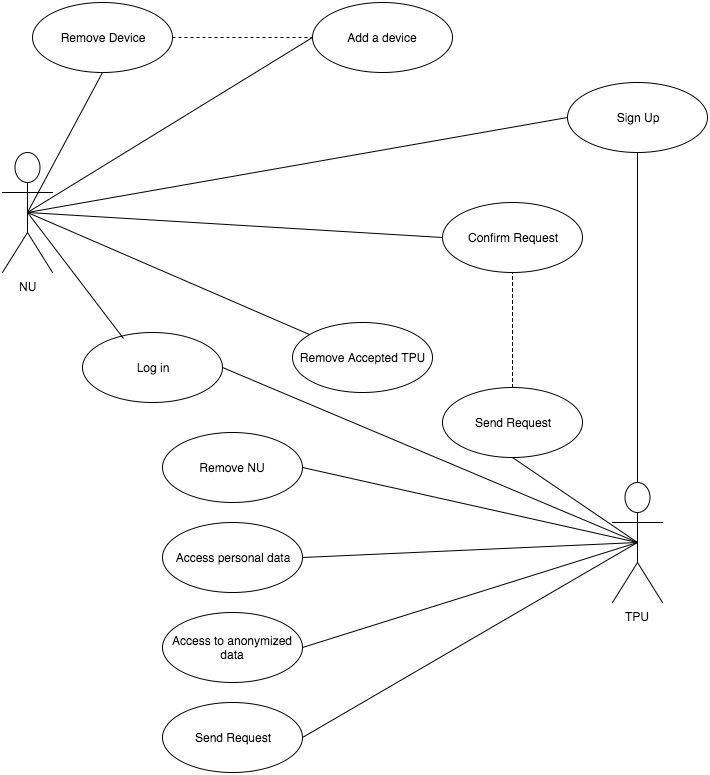 Remove Device
Add a device
Sign Up
Confirm Request
NU
Remove Accepted TPU
Log in
Send Request
Remove NU
Access personal data
TPU
Access to anonymized
data
Send Request